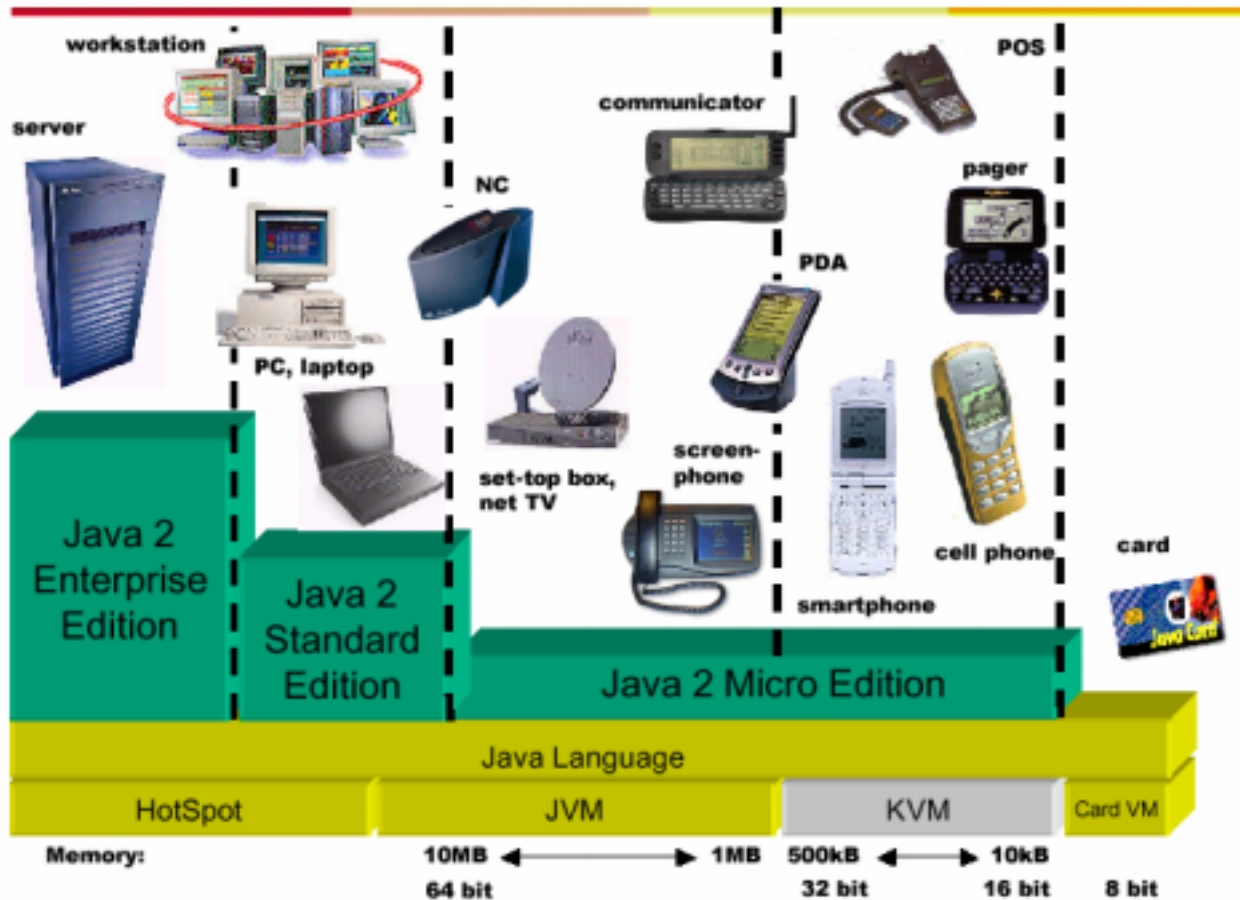 workstation
server
NC
communicator
POS
pager
PDA
PC, laptop
set-top box,
net TV
screen-
phone
smartphone
cell phone
card
Java Card
Java 2
Enterprise
Edition
Java 2
Standard
Edition
Java 2 Micro Edition
Java Language
HotSpot
JVM
KVM
Card VM
Memory: 10MB 1MB 500kB 10kB
64 bit 32 bit 16 bit 8 bit